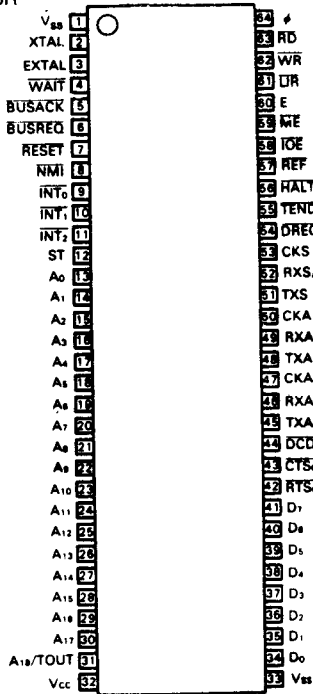 Vss 1
XTAL 2
EXTAL 3
WAIT 4
BUSACK 5
BUSREQ 6
RESET 7
NMI 8
INT0 9
INT1 10
INT2 11
ST 12
A0 13
A1 14
A2 15
A3 16
A4 17
A5 18
A6 19
A7 20
A8 21
A9 22
A10 23
A11 24
A12 25
A13 26
A14 27
A15 28
A16 29
A17 30
A18/TOUT 31
Vcc 32
64 ϕ
63 RD
62 WR
61 LIR
60 E
59 ME
58 IOE
57 REF
56 HALT
55 TEND
54 DREQ
53 CKS
52 RXS/
51 TXS
50 CKA
49 RXA
48 TXA
47 CKA
46 RXA
45 TXA
44 DCD
43 CTS
42 RTS
41 D7
40 D6
39 D5
38 D4
37 D3
36 D2
35 D1
34 D0
33 Vss